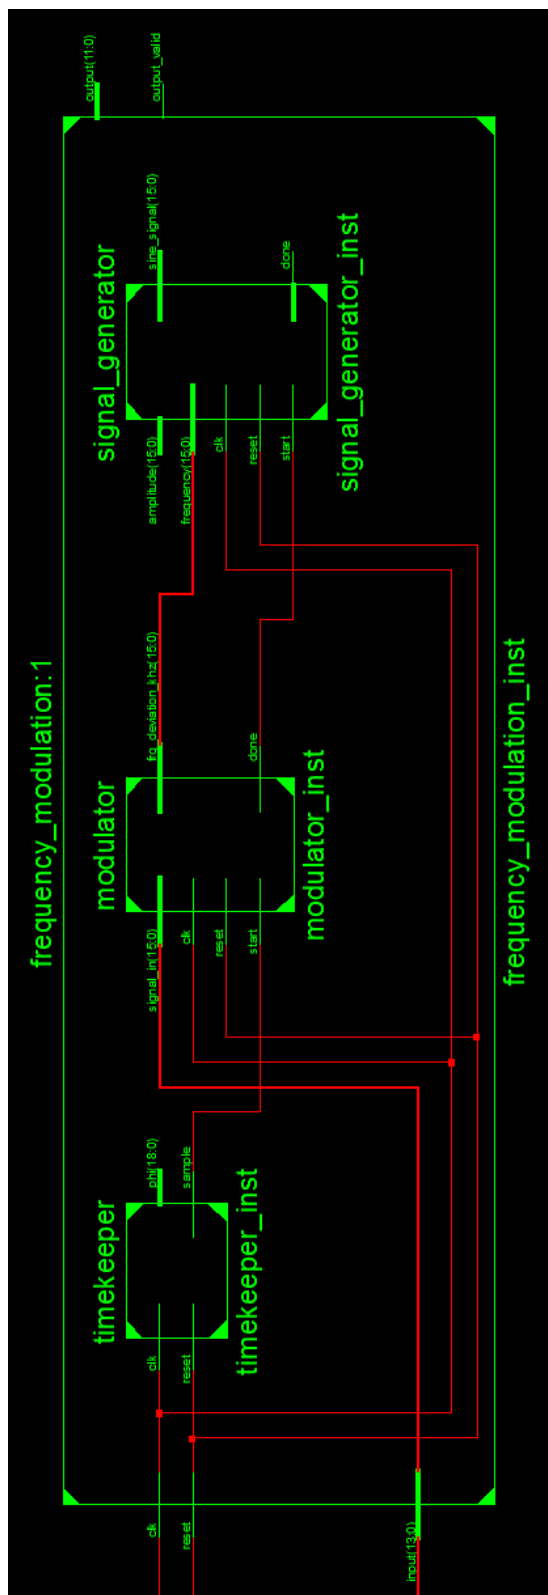 frequency_modulation:1
clk
reset
input(13:0)
timekeeper
clk
reset
phi(18:0)
sample
timekeeper_inst
modulator
signal_in(15:0)
clk
reset
start
frq_deviation_khz(15:0)
done
modulator_inst
signal_generator
amplitude(15:0)
frequency(15:0)
clk
reset
start
sine_signal(15:0)
done
signal_generator_inst
output(11:0)
output_valid
frequency_modulation_inst